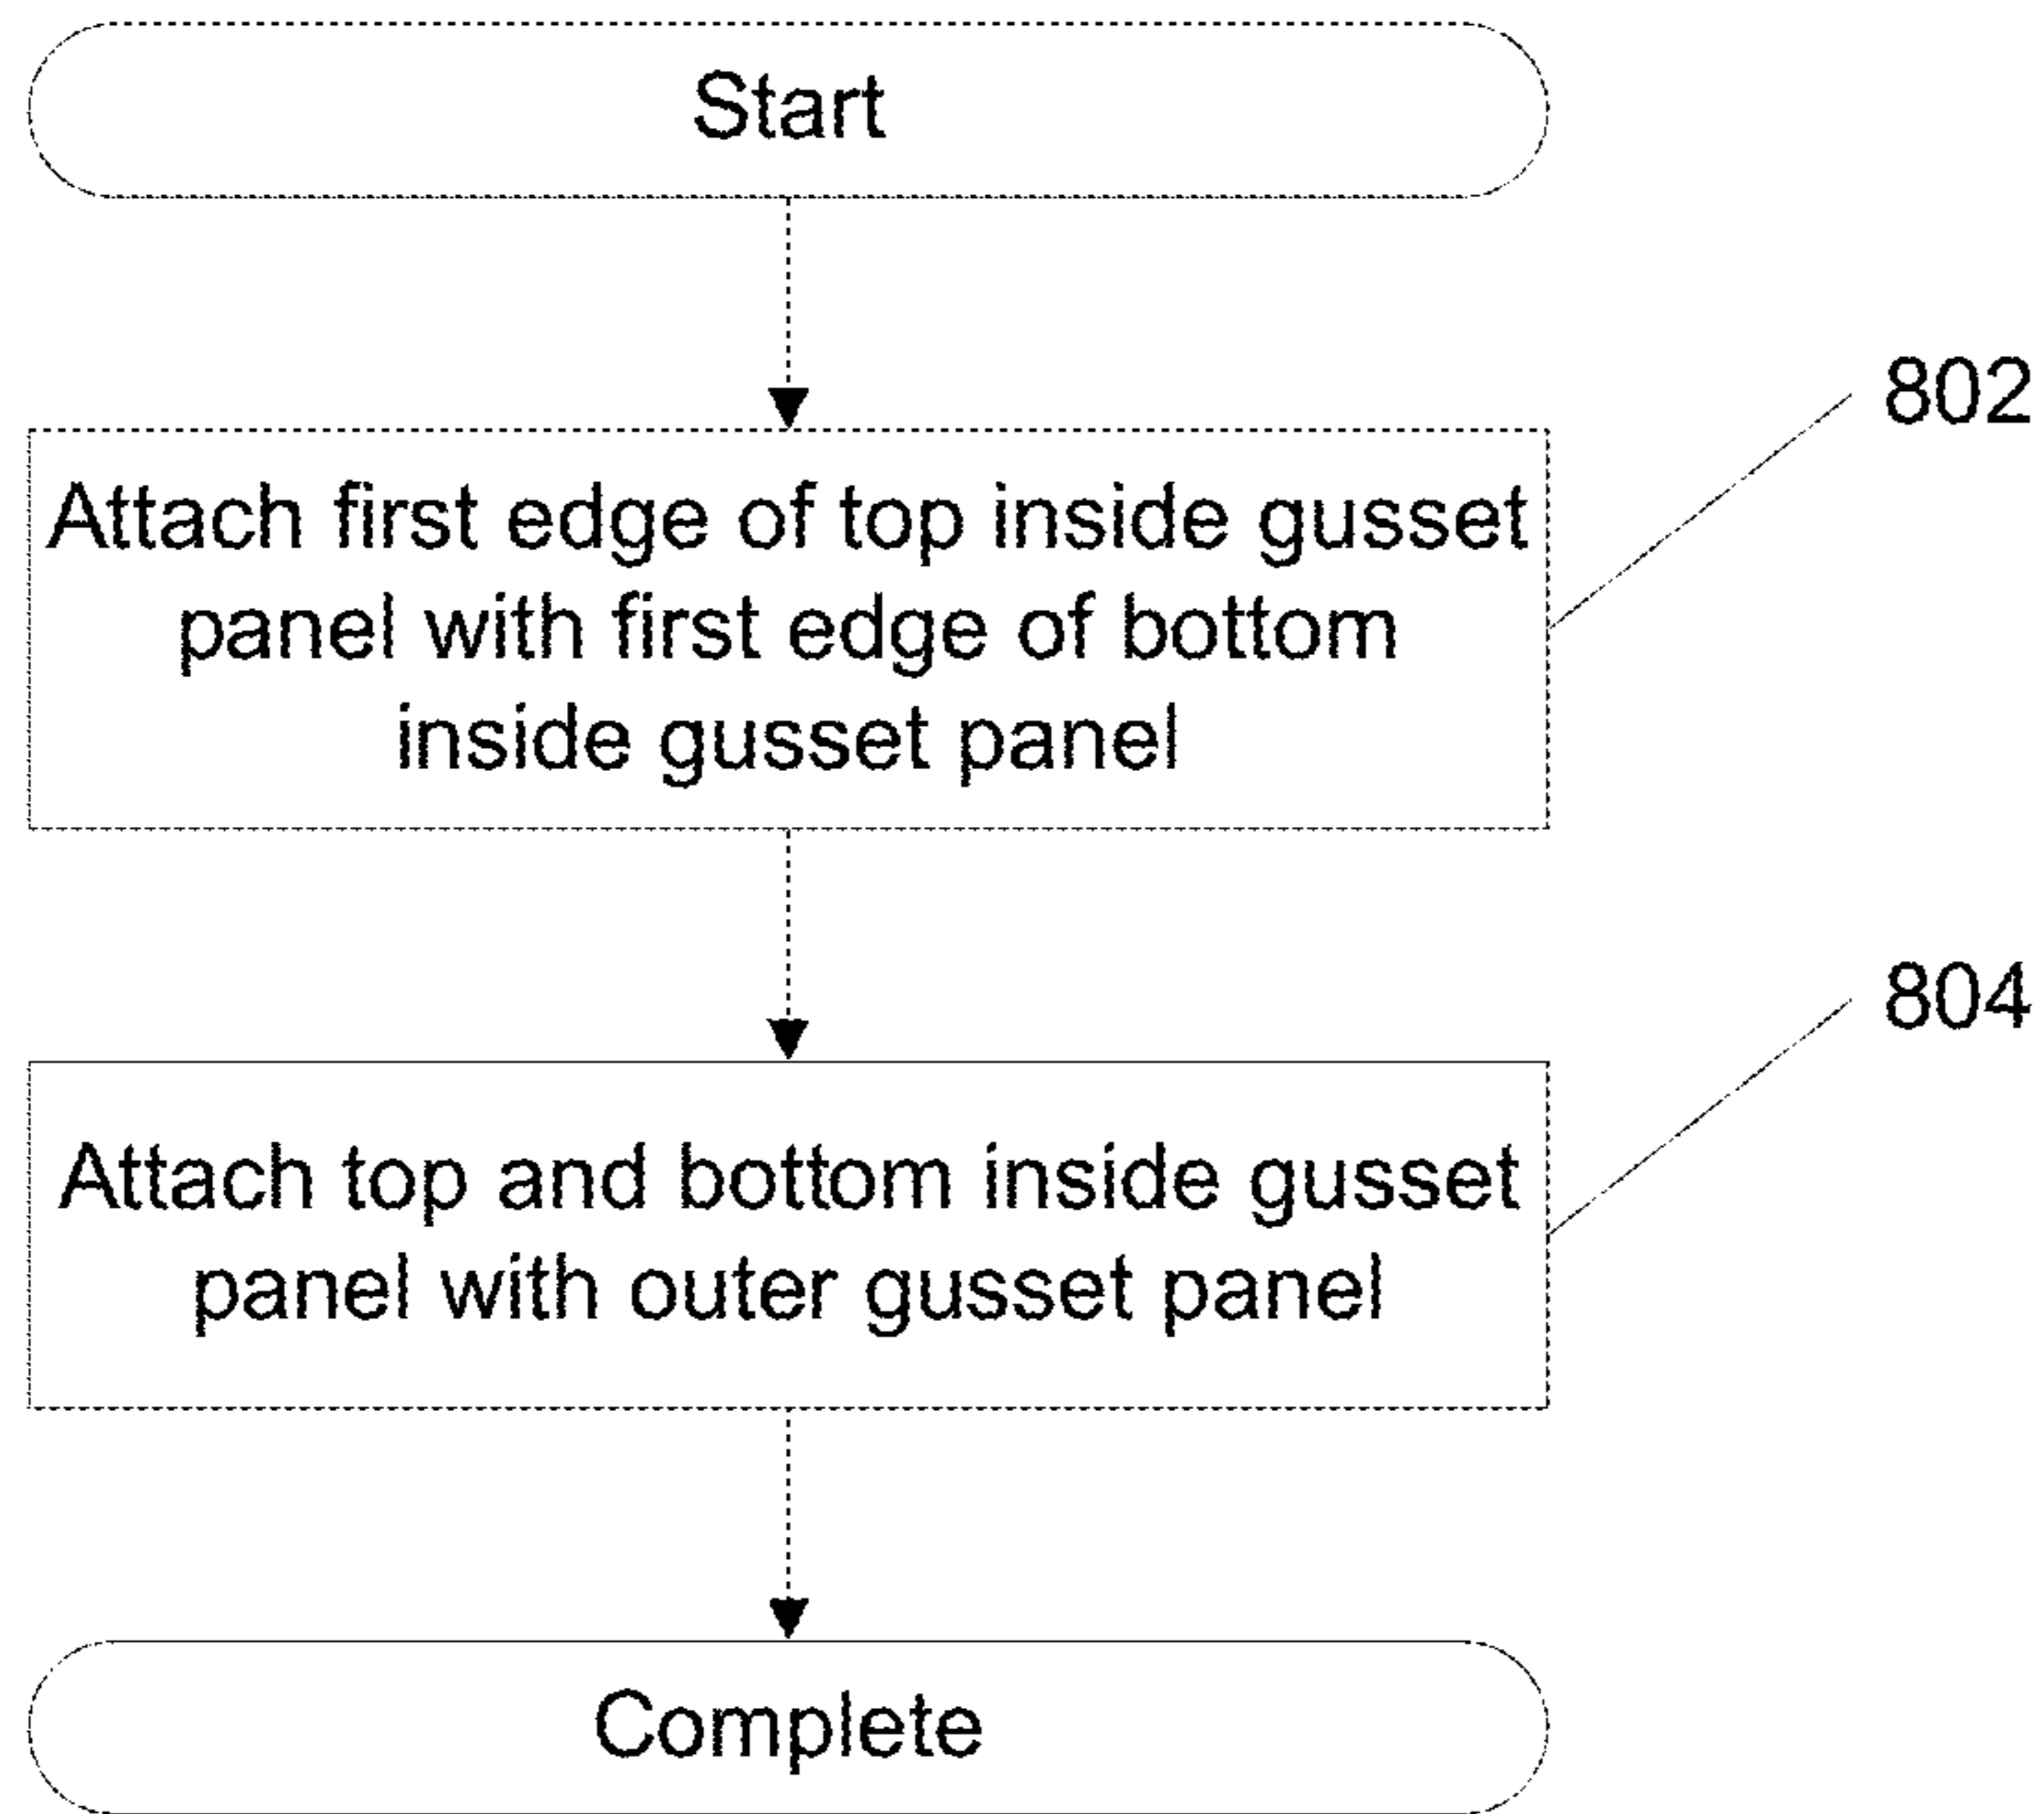 Start
802
Attach first edge of top inside gusset
panel with first edge of bottom
inside gusset panel
804
Attach top and bottom inside gusset
panel with outer gusset panel
Complete